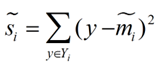 s̃ᵢ = ∑_{y∈Yᵢ} (y − m̃ᵢ)²